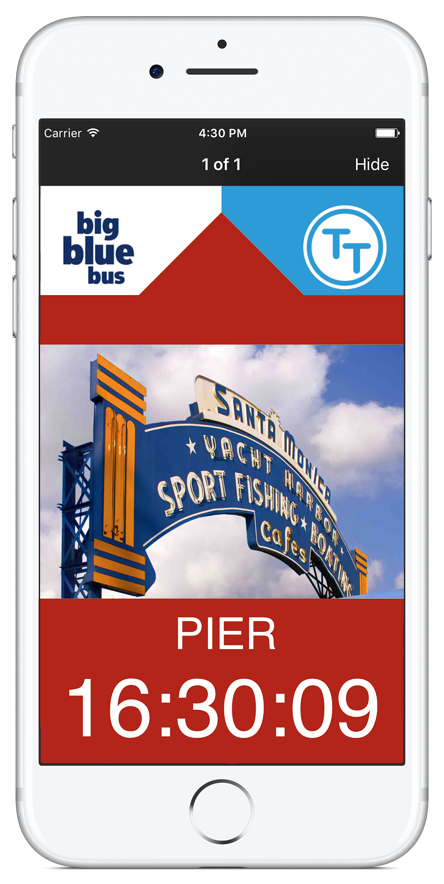 Carrier 4:30 PM
1 of 1 Hide
big
blue
bus
TT
SANTA MONICA
★ YACHT HARBOR ★
SPORT FISHING ★ BOATING
Cafes
PIER
16:30:09